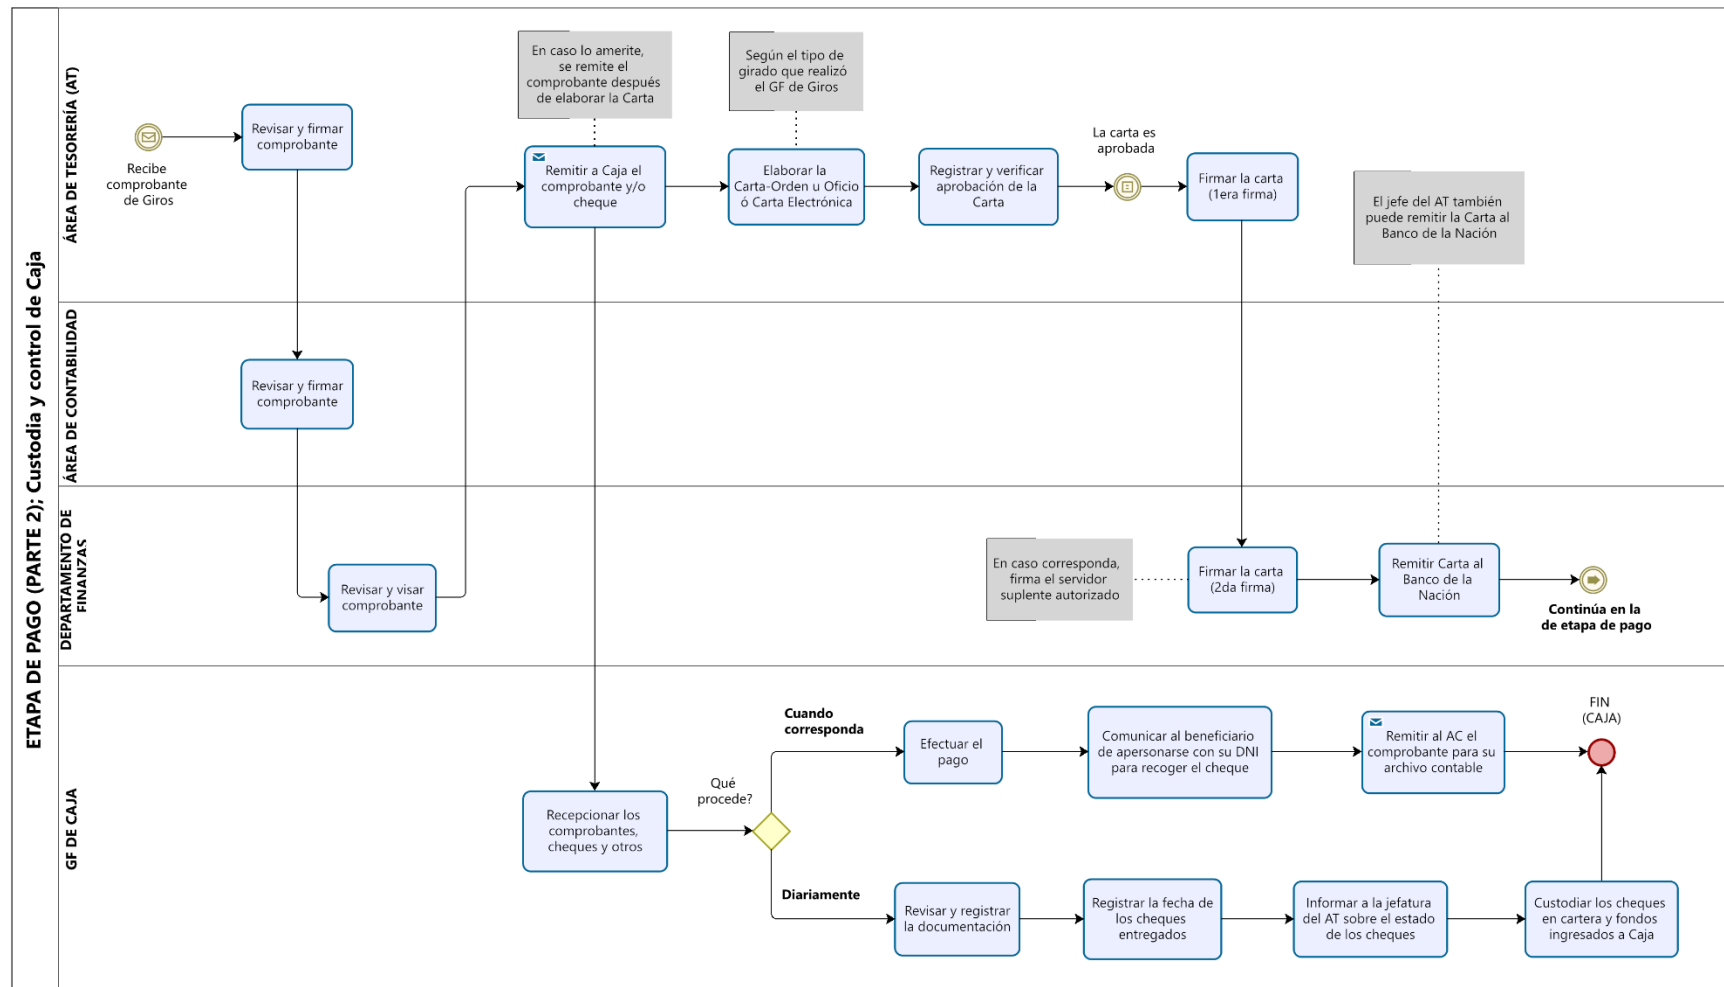 ETAPA DE PAGO (PARTE 2); Custodia y control de Caja
ÁREA DE TESORERÍA (AT)
Recibe
comprobante
de Giros
Revisar y firmar
comprobante
En caso lo amerite,
se remite el
comprobante después
de elaborar la Carta
Remitir a Caja el
comprobante y/o
cheque
Según el tipo de
girado que realizó
el GF de Giros
Elaborar la
Carta-Orden u Oficio
ó Carta Electrónica
Registrar y verificar
aprobación de la
Carta
La carta es
aprobada
Firmar la carta
(1era firma)
El jefe del AT también
puede remitir la Carta al
Banco de la Nación
ÁREA DE CONTABILIDAD
Revisar y firmar
comprobante
DEPARTAMENTO DE
FINANZAS
Revisar y visar
comprobante
En caso corresponda,
firma el servidor
suplente autorizado
Firmar la carta
(2da firma)
Remitir Carta al
Banco de la
Nación
Continúa en la
de etapa de pago
GF DE CAJA
Recepcionar los
comprobantes,
cheques y otros
Qué
procede?
Cuando
corresponda
Efectuar el
pago
Comunicar al beneficiario
de apersonarse con su DNI
para recoger el cheque
Remitir al AC el
comprobante para su
archivo contable
FIN
(CAJA)
Diariamente
Revisar y registrar
la documentación
Registrar la fecha de
los cheques
entregados
Informar a la jefatura
del AT sobre el estado
de los cheques
Custodiar los cheques
en cartera y fondos
ingresados a Caja